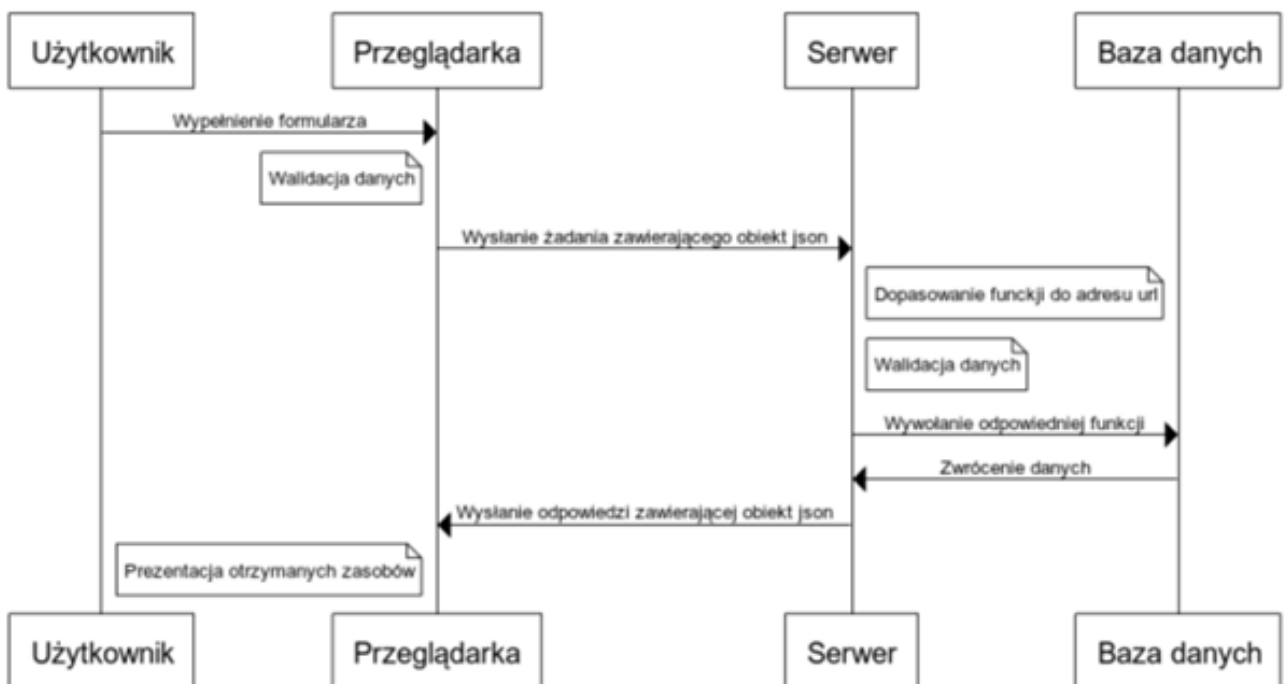 Użytkownik
Przeglądarka
Serwer
Baza danych
Wypełnienie formularza
Walidacja danych
Wysłanie żadania zawierającego obiekt json
Dopasowanie funckji do adresu url
Walidacja danych
Wywołanie odpowiedniej funkcji
Zwrócenie danych
Wysłanie odpowiedzi zawierającej obiekt json
Prezentacja otrzymanych zasobów
Użytkownik
Przeglądarka
Serwer
Baza danych